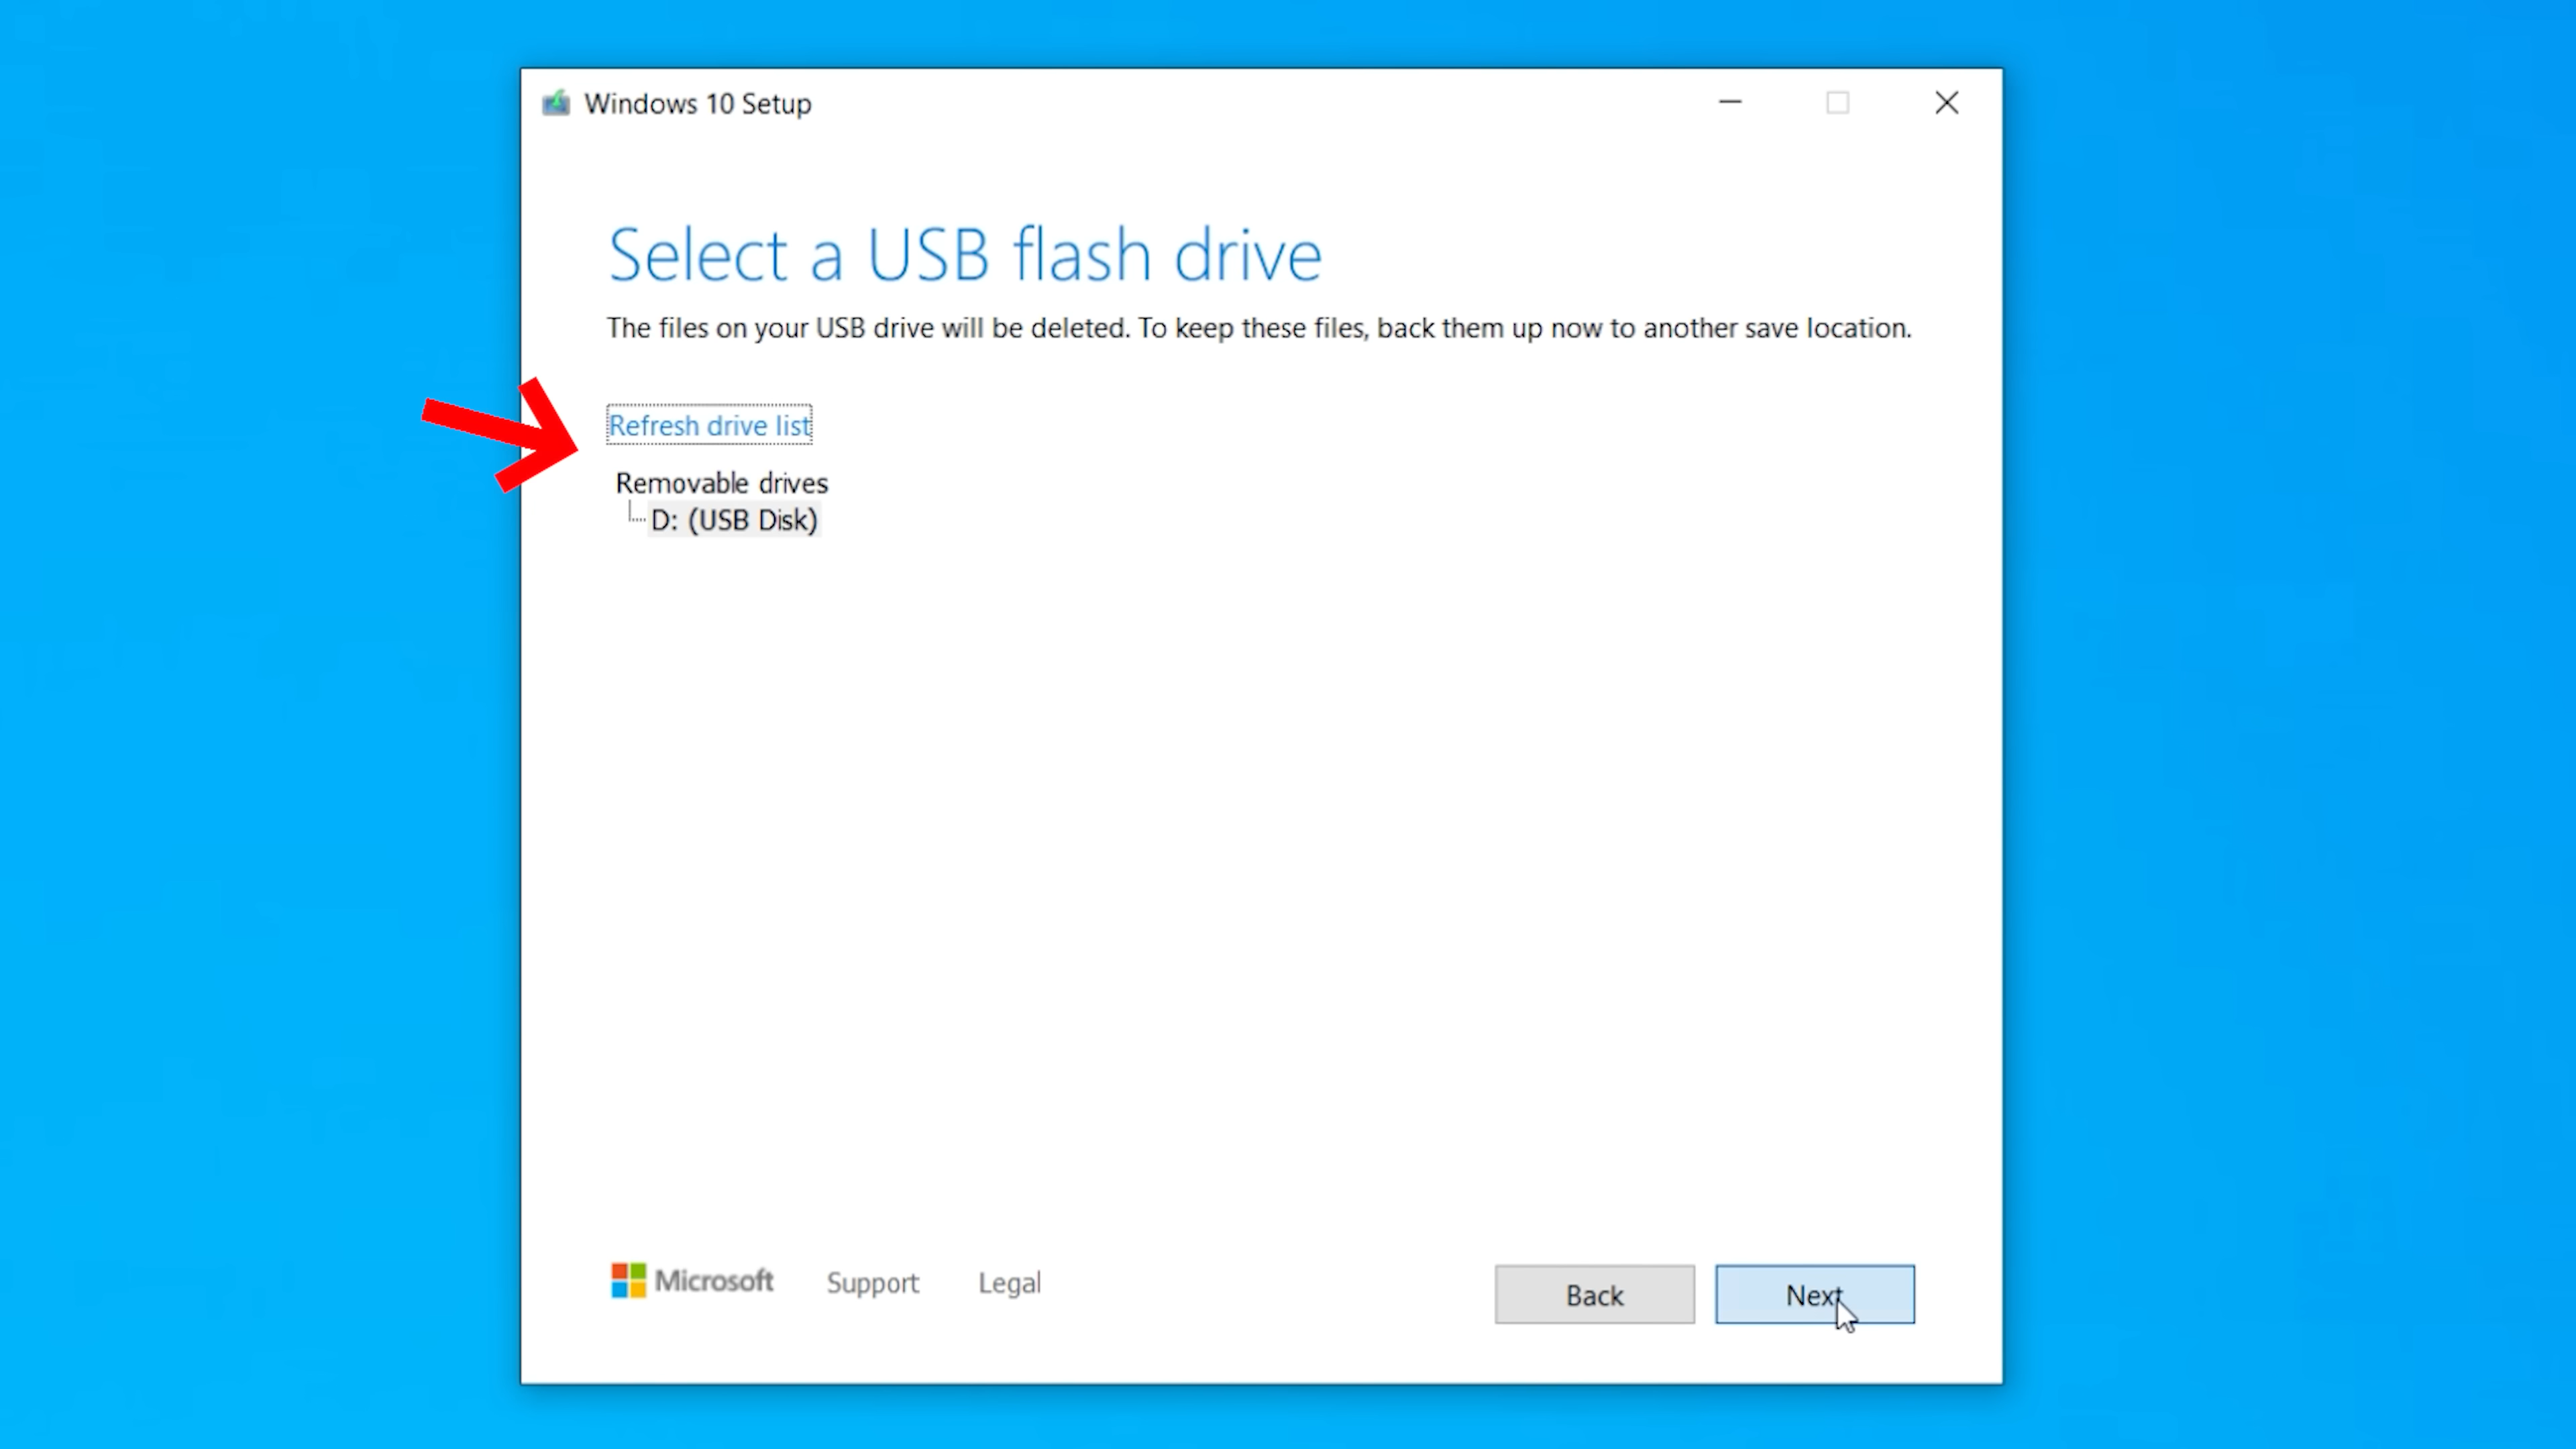 Windows 10 Setup
Select a USB flash drive
The files on your USB drive will be deleted. To keep these files, back them up now to another save location.
Refresh drive list
Removable drives
D: (USB Disk)
Microsoft Support Legal Back Next